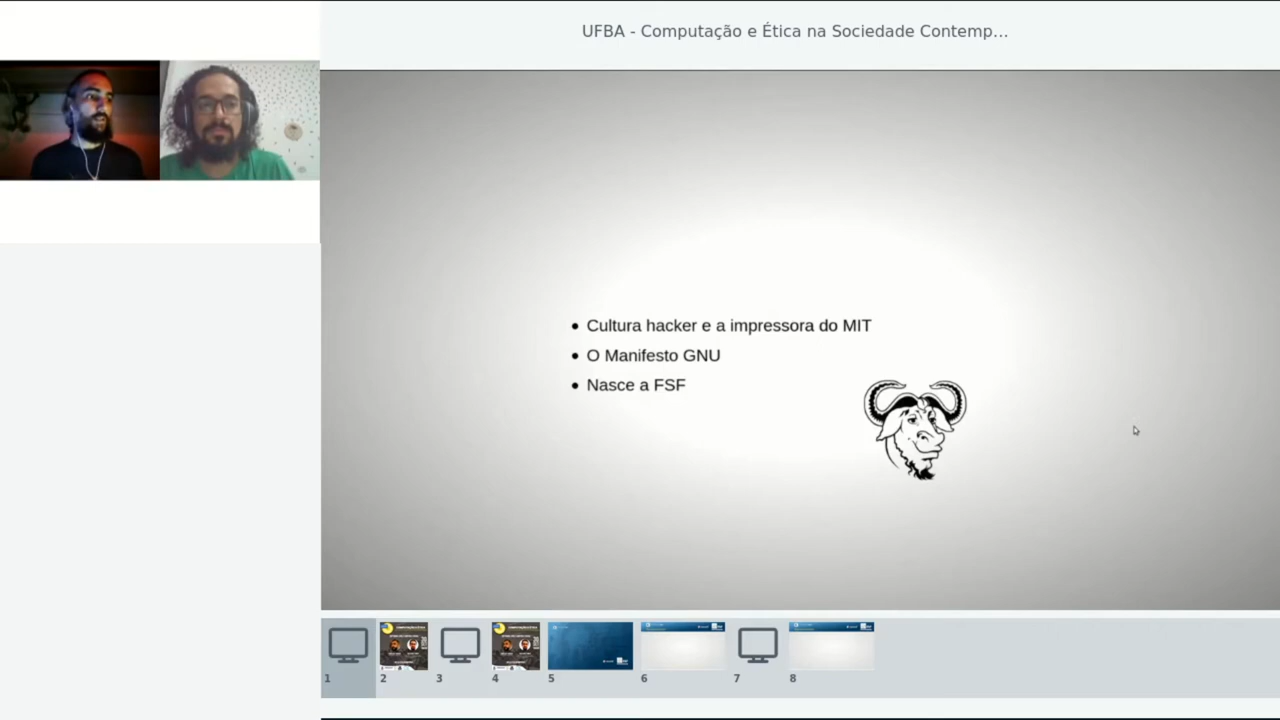 UFBA - Computação e Ética na Sociedade Contemp...
• Cultura hacker e a impressora do MIT
• O Manifesto GNU
• Nasce a FSF
1
2
3
4
5
6
7
8